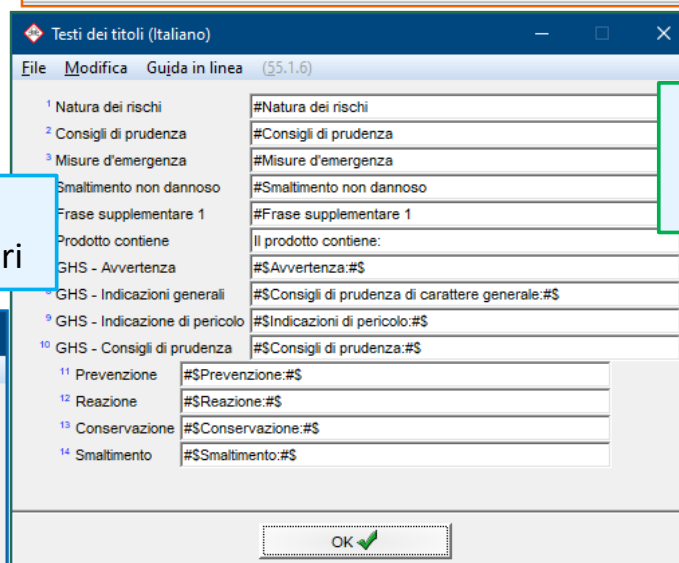 Testi dei titoli (Italiano)
File Modifica Guida in linea (55.1.6)
1 Natura dei rischi #Natura dei rischi
2 Consigli di prudenza #Consigli di prudenza
3 Misure d'emergenza #Misure d'emergenza
Smaltimento non dannoso #Smaltimento non dannoso
Frase supplementare 1 #Frase supplementare 1
ri
Prodotto contiene Il prodotto contiene:
GHS - Avvertenza #$Avvertenza:#$
GHS - Indicazioni generali #$Consigli di prudenza di carattere generale:#$
9 GHS - Indicazione di pericolo #$Indicazioni di pericolo:#$
10 GHS - Consigli di prudenza #$Consigli di prudenza:#$
11 Prevenzione #$Prevenzione:#$
12 Reazione #$Reazione:#$
13 Conservazione #$Conservazione:#$
14 Smaltimento #$Smaltimento:#$
OK